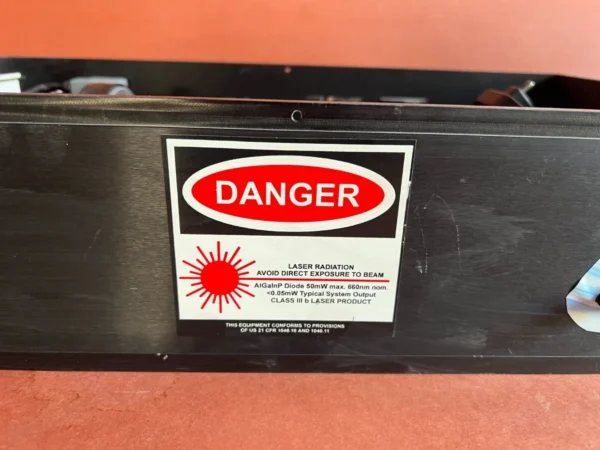 DANGER
LASER RADIATION
AVOID DIRECT EXPOSURE TO BEAM
AlGaInP Diode 50mW max. 660nm nom.
<0.05mW Typical System Output
CLASS III b LASER PRODUCT
THIS EQUIPMENT CONFORMS TO PROVISIONS
OF US 21 CFR 1040.10 AND 1040.11